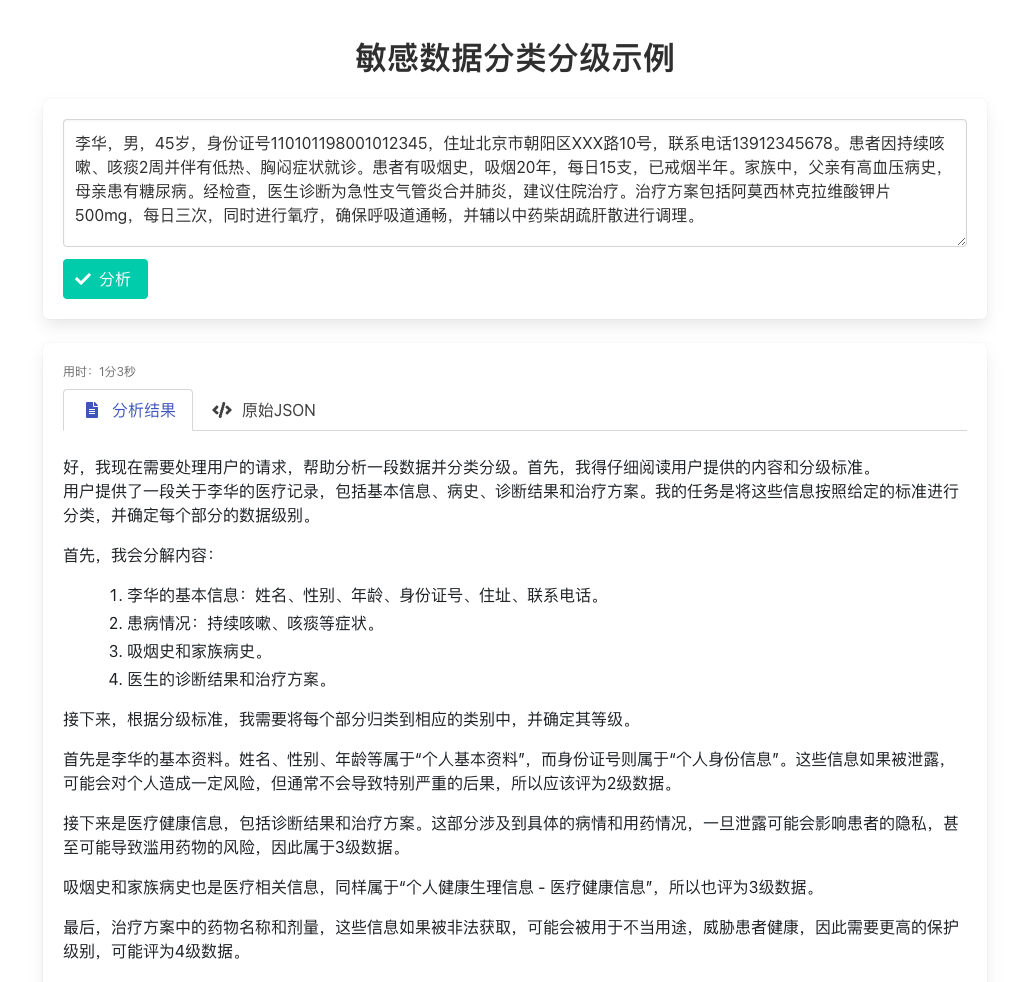 敏感数据分类分级示例
李华，男，45岁，身份证号110101198001012345，住址北京市朝阳区XXX路10号，联系电话13912345678。患者因持续咳
嗽、咳痰2周并伴有低热、胸闷症状就诊。患者有吸烟史，吸烟20年，每日15支，已戒烟半年。家族中，父亲有高血压病史，
母亲患有糖尿病。经检查，医生诊断为急性支气管炎合并肺炎，建议住院治疗。治疗方案包括阿莫西林克拉维酸钾片
500mg，每日三次，同时进行氧疗，确保呼吸道通畅，并辅以中药柴胡疏肝散进行调理。
分析
用时：1分3秒
分析结果 原始JSON
好，我现在需要处理用户的请求，帮助分析一段数据并分类分级。首先，我得仔细阅读用户提供的内容和分级标准。
用户提供了一段关于李华的医疗记录，包括基本信息、病史、诊断结果和治疗方案。我的任务是将这些信息按照给定的标准进行
分类，并确定每个部分的数据级别。
首先，我会分解内容：
1. 李华的基本信息：姓名、性别、年龄、身份证号、住址、联系电话。
2. 患病情况：持续咳嗽、咳痰等症状。
3. 吸烟史和家族病史。
4. 医生的诊断结果和治疗方案。
接下来，根据分级标准，我需要将每个部分归类到相应的类别中，并确定其等级。
首先是李华的基本资料。姓名、性别、年龄等属于“个人基本资料”，而身份证号则属于“个人身份信息”。这些信息如果被泄露，
可能会对个人造成一定风险，但通常不会导致特别严重的后果，所以应该评为2级数据。
接下来是医疗健康信息，包括诊断结果和治疗方案。这部分涉及到具体的病情和用药情况，一旦泄露可能会影响患者的隐私，甚
至可能导致滥用药物的风险，因此属于3级数据。
吸烟史和家族病史也是医疗相关信息，同样属于“个人健康生理信息 - 医疗健康信息”，所以也评为3级数据。
最后，治疗方案中的药物名称和剂量，这些信息如果被非法获取，可能会被用于不当用途，威胁患者健康，因此需要更高的保护
级别，可能评为4级数据。